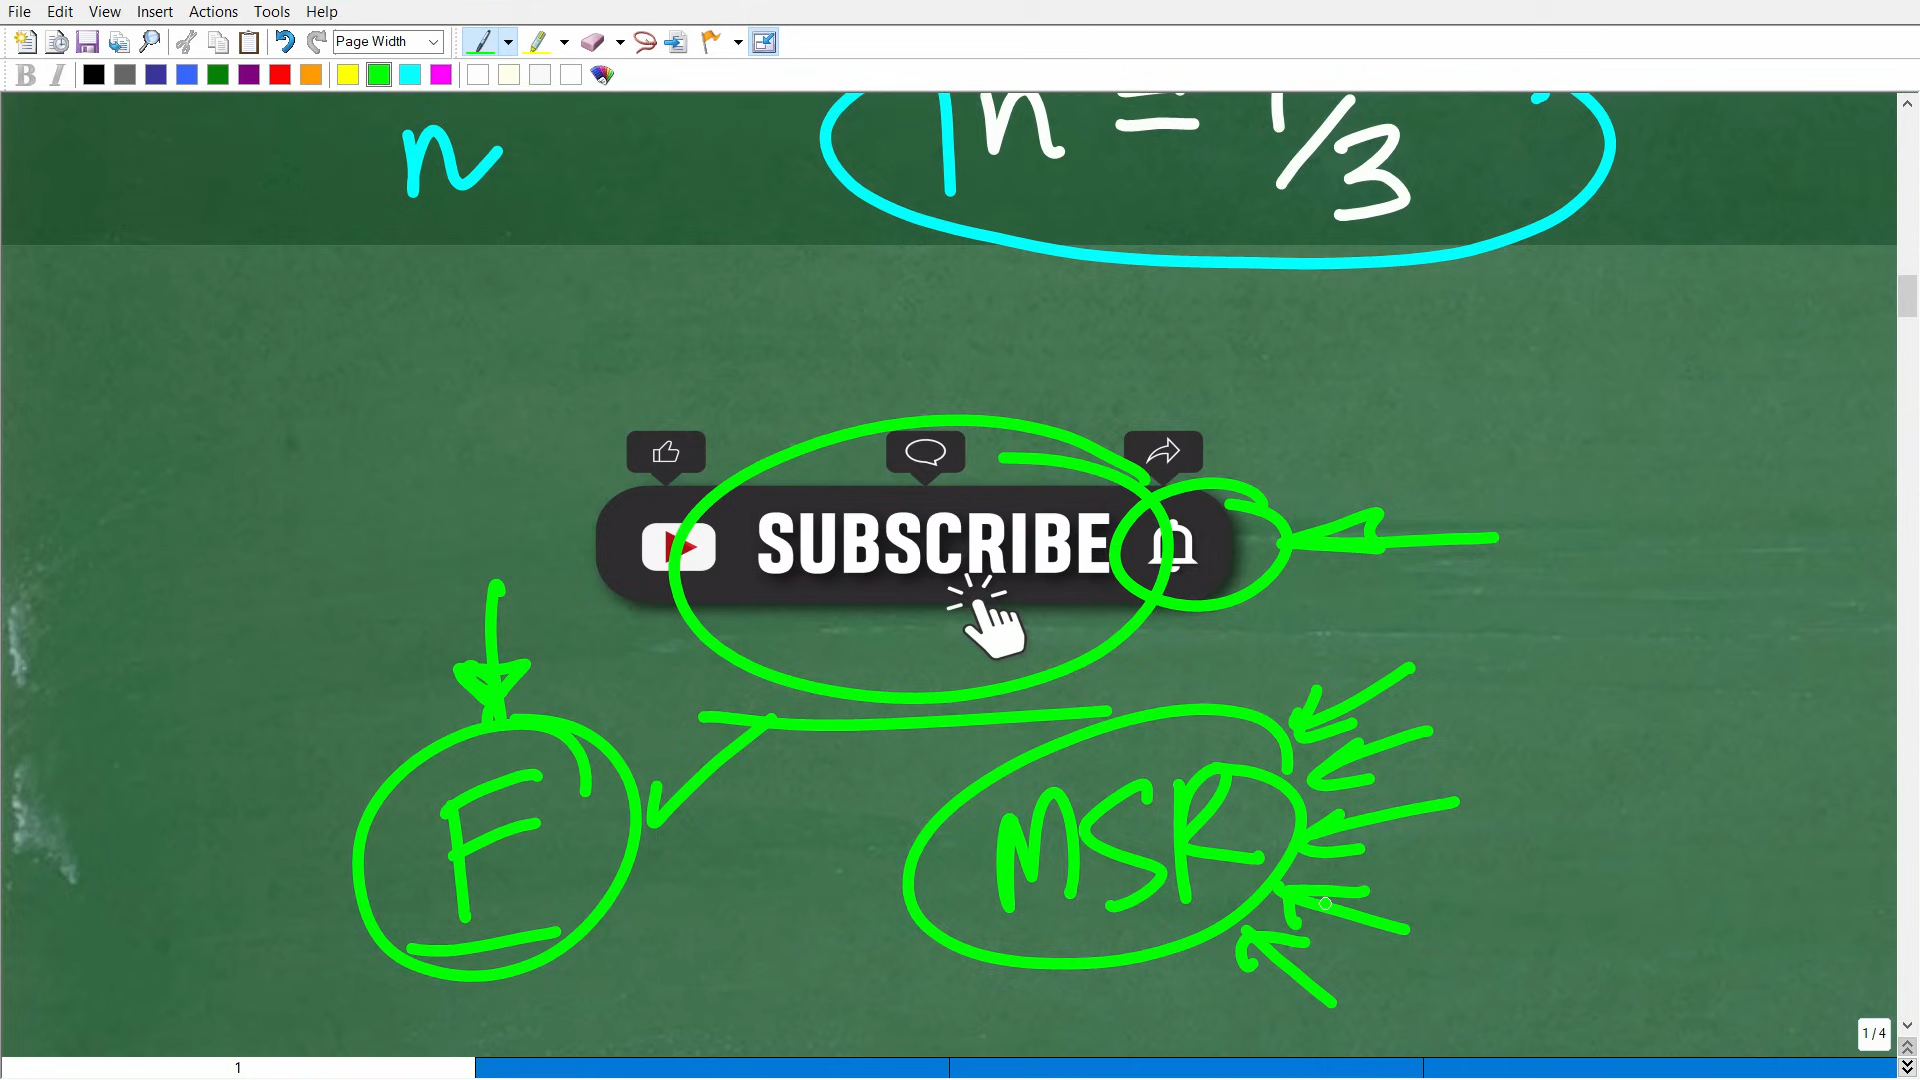 File Edit View Insert Actions Tools Help
Page Width
B I
n
n = 1/3
SUBSCRIBE
F
MSR
1 / 4
1